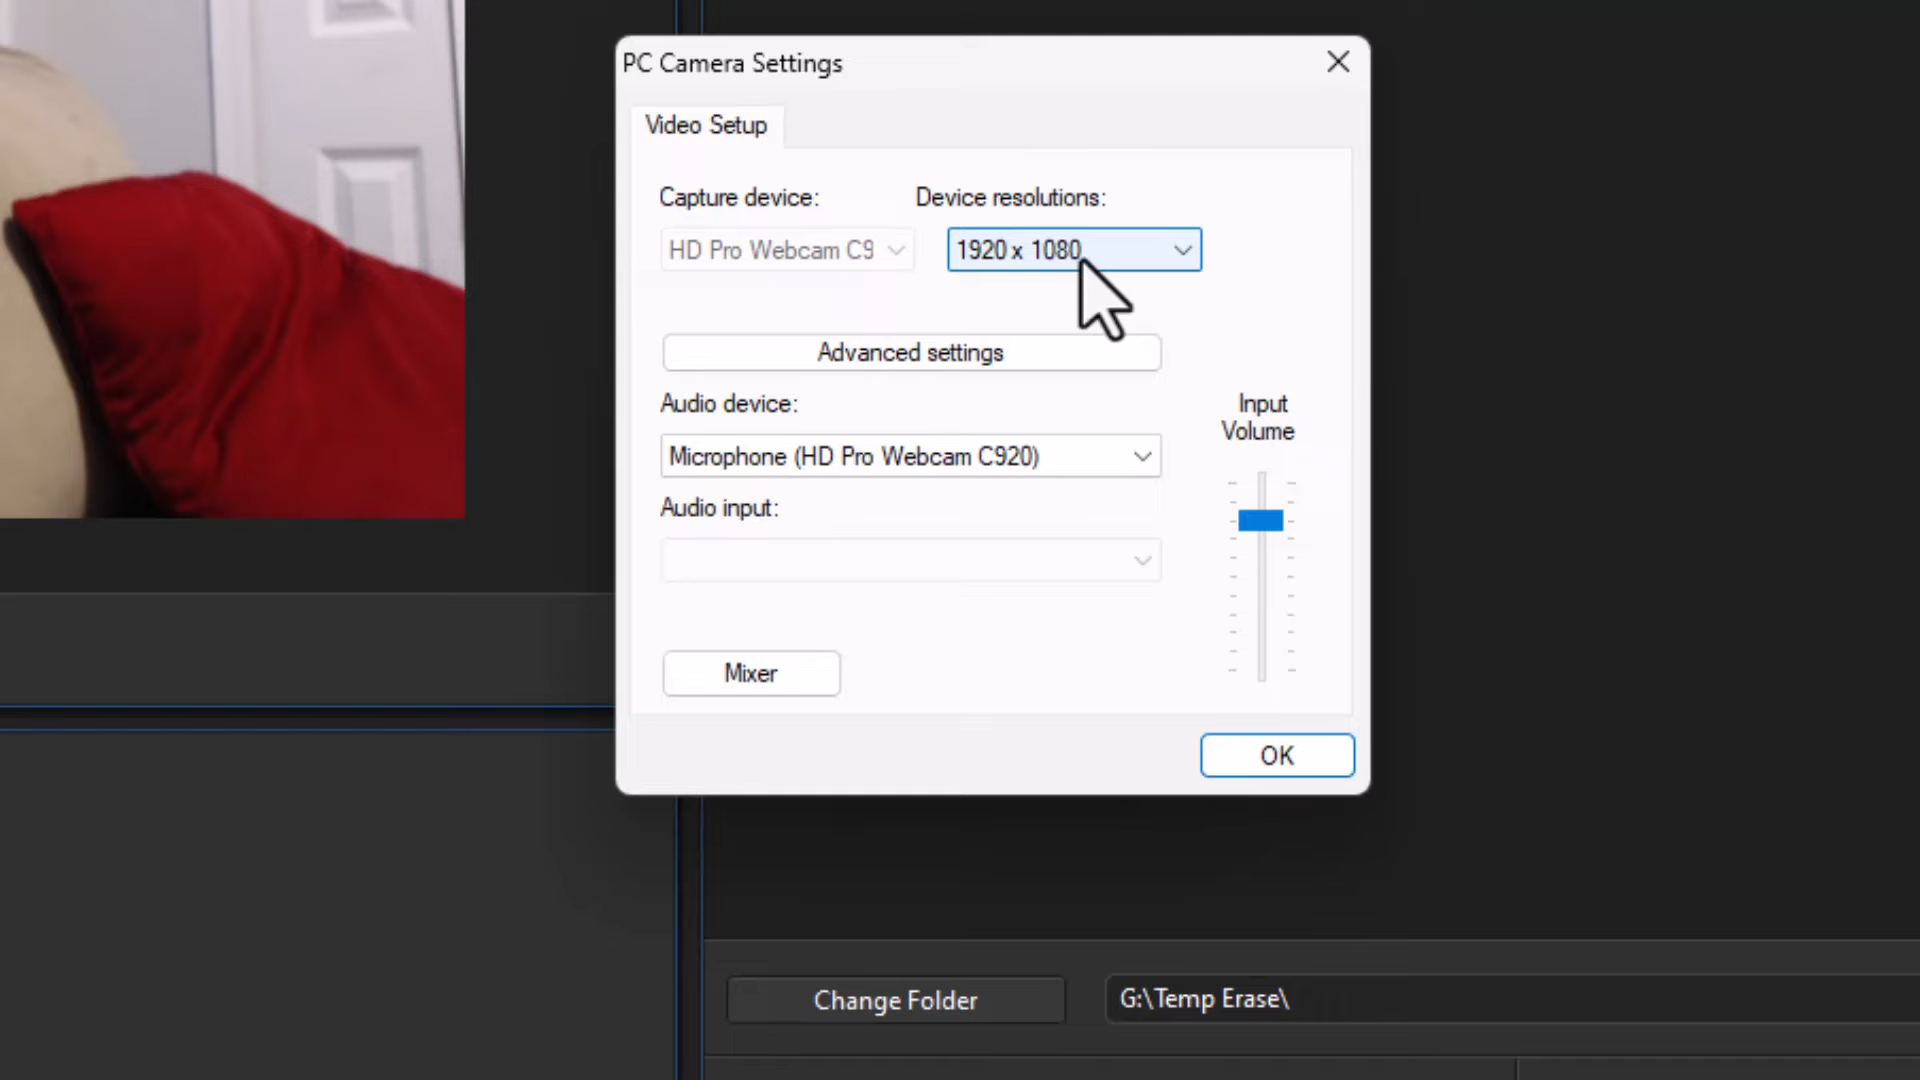 PC Camera Settings
Video Setup
Capture device:
Device resolutions:
HD Pro Webcam C9
1920 x 1080
Advanced settings
Audio device:
Input
Volume
Microphone (HD Pro Webcam C920)
Audio input:
Mixer
OK
Change Folder
G:\Temp Erase\